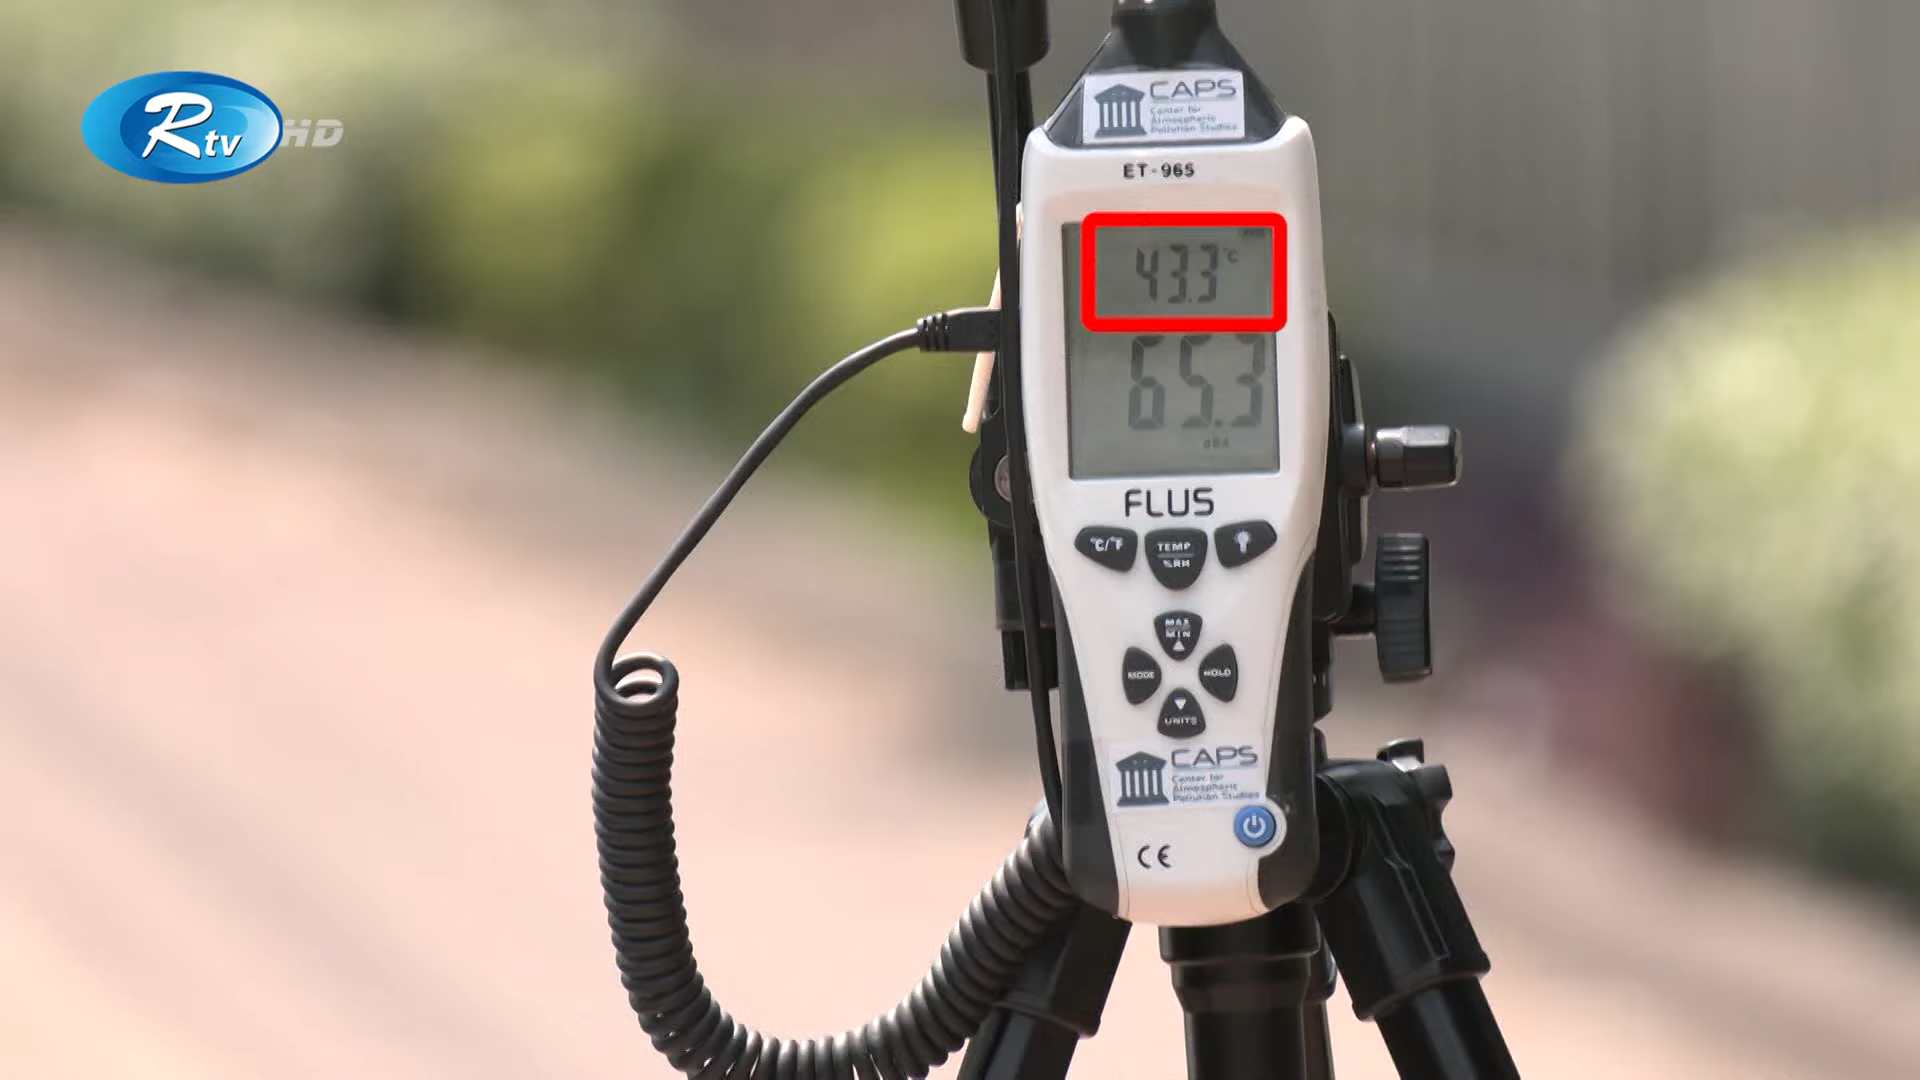 Rtv HD
CAPS
Center for
Atmospheric
Pollution Studies
ET-965
43.3 °C
65.3
dBA
FLUS
°C/°F
TEMP
%RH
MAX
MIN
MODE
HOLD
UNITS
CAPS
Center for
Atmospheric
Pollution Studies
CE